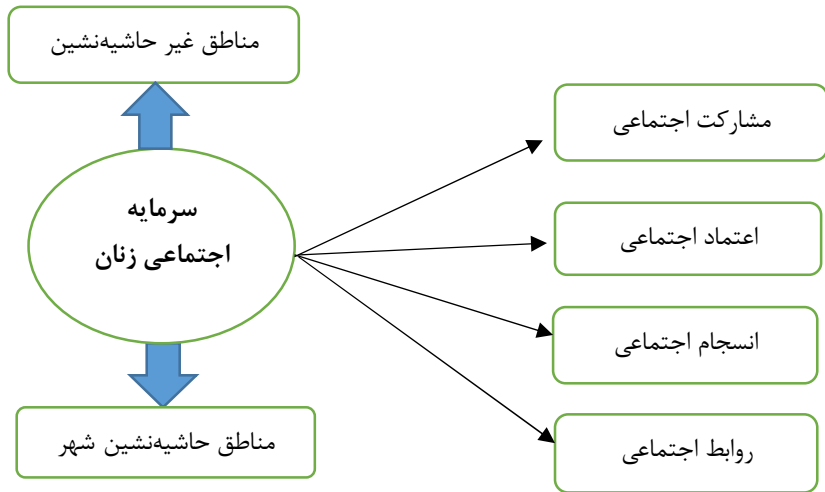 مناطق غیر حاشیه‌نشین
سرمایه
اجتماعی زنان
مناطق حاشیه‌نشین شهر
مشارکت اجتماعی
اعتماد اجتماعی
انسجام اجتماعی
روابط اجتماعی